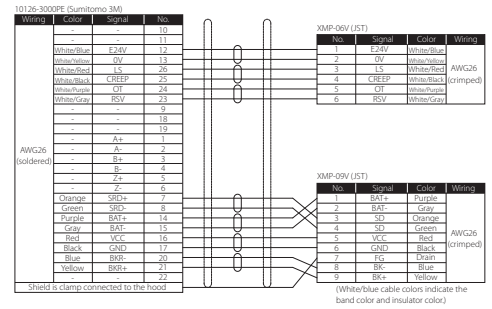 10126-3000PE (Sumitomo 3M)
Wiring Color Signal No.
- - 10
- - 11
White/Blue E24V 12
White/Yellow 0V 13
White/Red LS 26
White/Black CREEP 25
White/Purple OT 24
White/Gray RSV 23
- - 9
- - 18
- - 19
- A+ 1
AWG26
(soldered)
- A- 2
- B+ 3
- B- 4
- Z+ 5
- Z- 6
Orange SRD+ 7
Green SRD- 8
Purple BAT+ 14
Gray BAT- 15
Red VCC 16
Black GND 17
Blue BKR- 20
Yellow BKR+ 21
- - 22
Shield is clamp connected to the hood
XMP-06V (JST)
No. Signal Color Wiring
1 E24V White/Blue
2 0V White/Yellow
3 LS White/Red
4 CREEP White/Black
5 OT White/Purple
6 RSV White/Gray
AWG26
(crimped)
XMP-09V (JST)
No. Signal Color Wiring
1 BAT+ Purple
2 BAT- Gray
3 SD Orange
4 SD Green
5 VCC Red
6 GND Black
7 FG Drain
8 BK- Blue
9 BK+ Yellow
AWG26
(crimped)
(White/blue cable colors indicate the
band color and insulator color.)